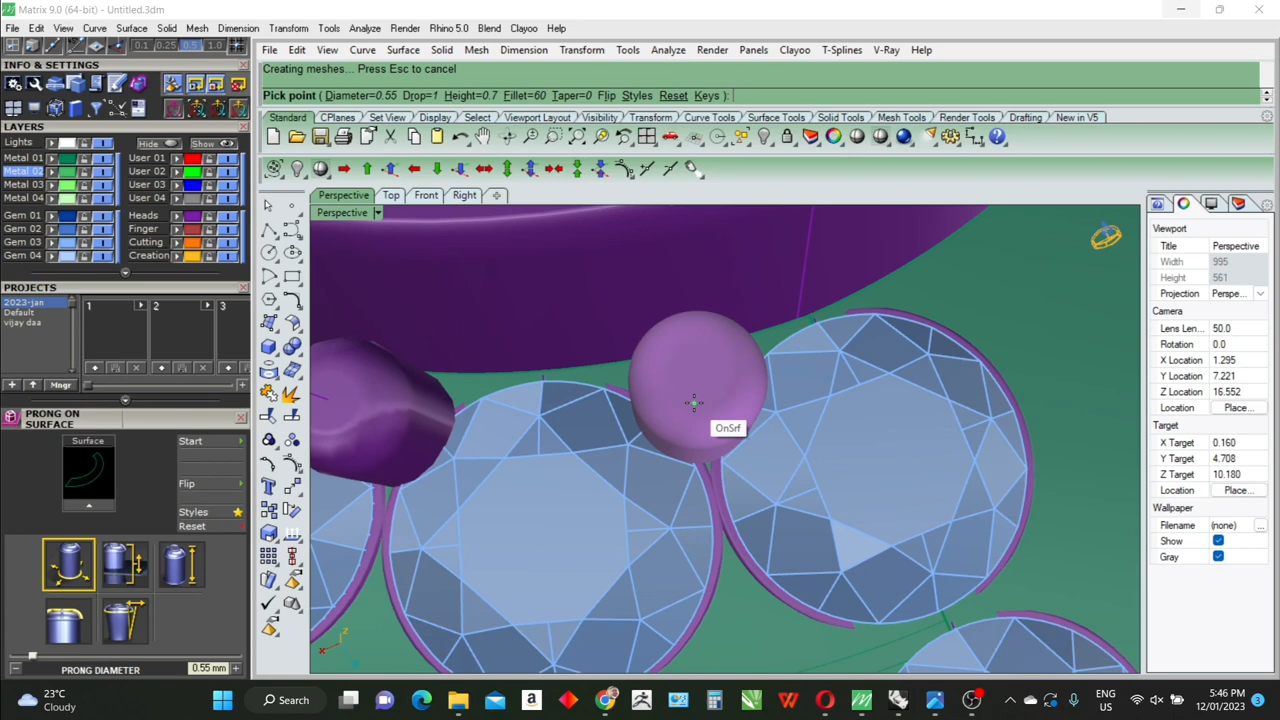 Matrix 9.0 (64-bit) - Untitled.3dm
File Edit View Curve Surface Solid Mesh Dimension Transform Tools Analyze Render Rhino 5.0 Blend Clayoo Help
0.1 0.25 0.5 1.0
File Edit View Curve Surface Solid Mesh Dimension Transform Tools Analyze Render Panels Clayoo T-Splines V-Ray Help
INFO & SETTINGS
Creating meshes... Press Esc to cancel
Pick point ( Diameter=0.55 Drop=1 Height=0.7 Fillet=60 Taper=0 Flip Styles Reset Keys ):
Standard CPlanes Set View Display Select Viewport Layout Visibility Transform Curve Tools Surface Tools Solid Tools Mesh Tools Render Tools Drafting New in V5
LAYERS
Lights Hide Show
Metal 01 User 01
Metal 02 User 02
Metal 03 User 03
Metal 04 User 04
Gem 01 Heads
Gem 02 Finger
Gem 03 Cutting
Gem 04 Creation
Perspective Top Front Right
Perspective
PROJECTS
2023-jan
Default
vijay daa
1 2 3
Mngr
PRONG ON SURFACE
Surface
Start
Flip
Styles
Reset
PRONG DIAMETER 0.55 mm
OnSrf
z
x
Viewport
Title Perspective
Width 995
Height 561
Projection Perspe...
Camera
Lens Len... 50.0
Rotation 0.0
X Location 1.295
Y Location 7.221
Z Location 16.552
Location Place...
Target
X Target 0.160
Y Target 4.708
Z Target 10.180
Location Place...
Wallpaper
Filename (none) ...
Show
Gray
23°C
Cloudy
Search
ENG
US
5:46 PM
12/01/2023
3